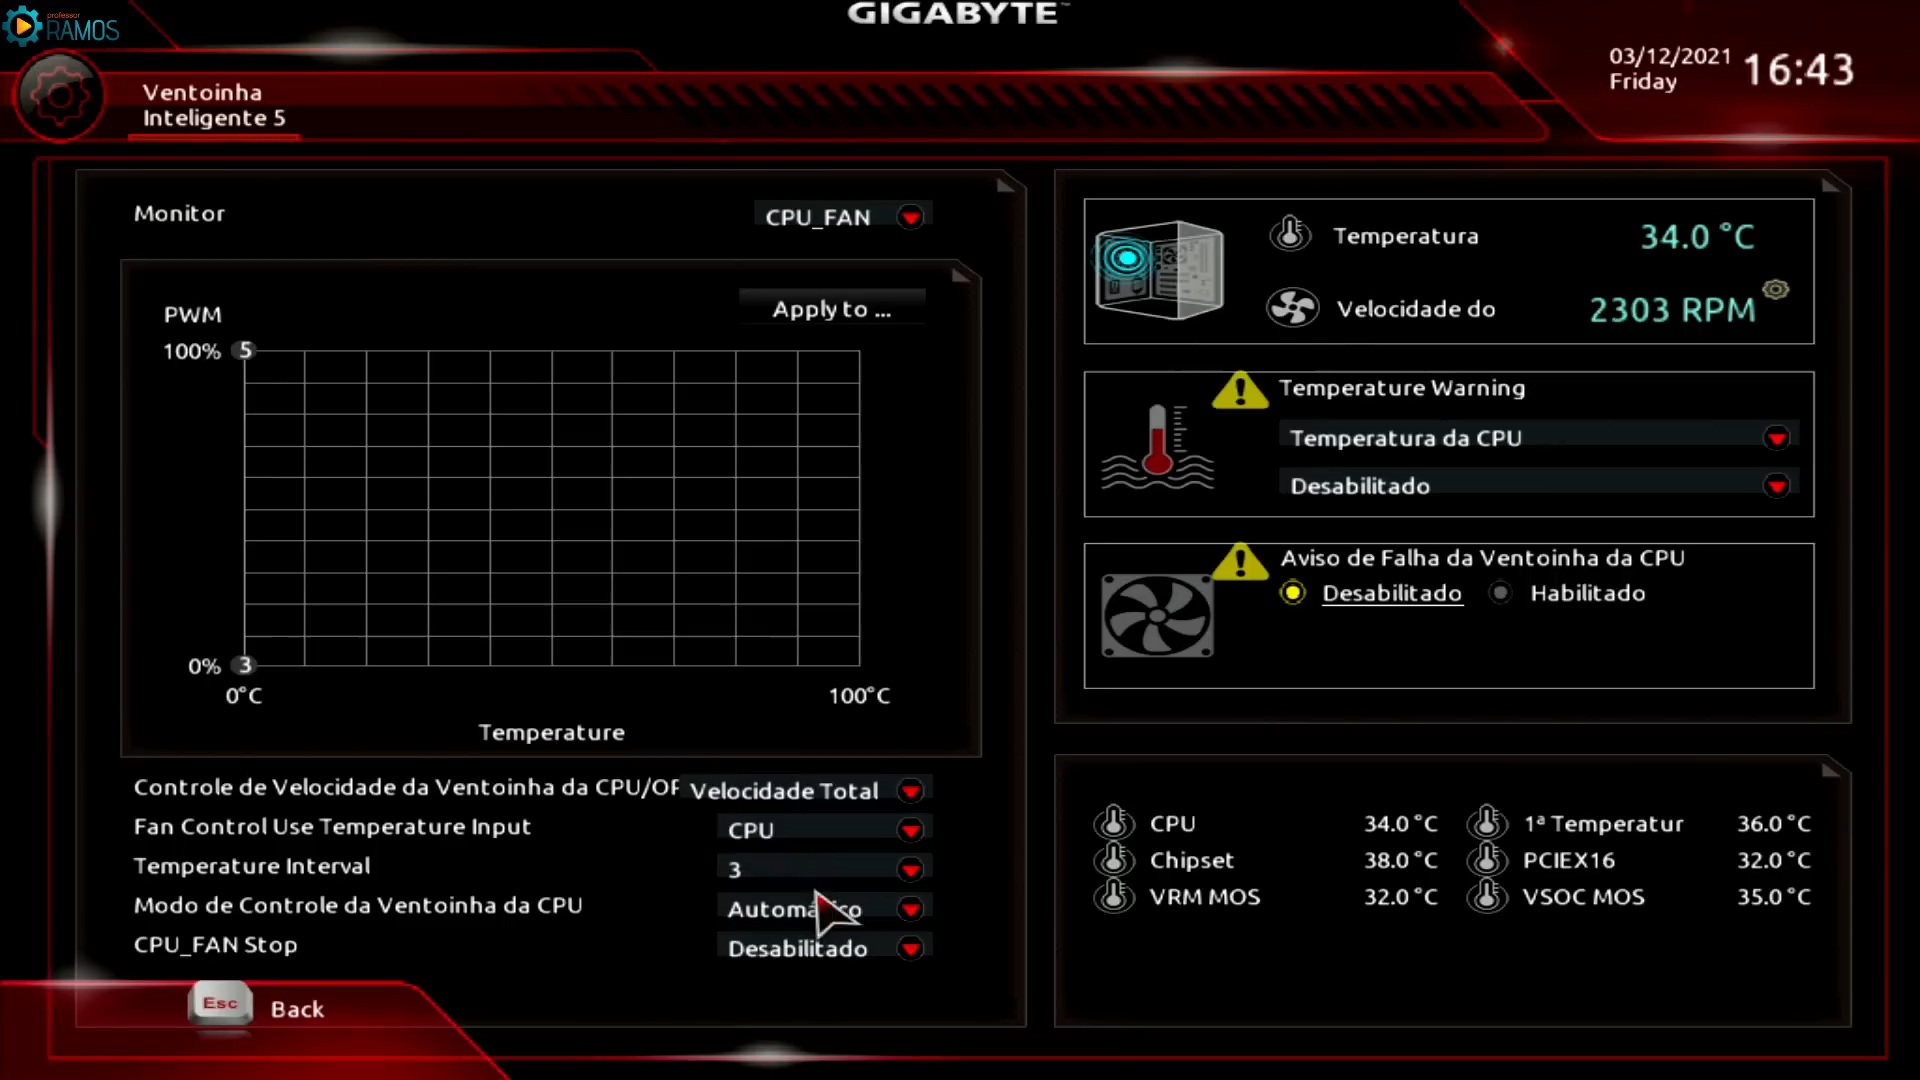 professor
RAMOS
GIGABYTE™
03/12/2021
Friday
16:43
Ventoinha
Inteligente 5
Monitor
CPU_FAN
PWM
Apply to ...
100%
5
0%
3
0°C
100°C
Temperature
Controle de Velocidade da Ventoinha da CPU/OP
Velocidade Total
Fan Control Use Temperature Input
CPU
Temperature Interval
3
Modo de Controle da Ventoinha da CPU
Automático
CPU_FAN Stop
Desabilitado
Esc
Back
Temperatura
34.0 °C
Velocidade do
2303 RPM
Temperature Warning
Temperatura da CPU
Desabilitado
Aviso de Falha da Ventoinha da CPU
Desabilitado
Habilitado
CPU 34.0 °C
1ª Temperatur 36.0 °C
Chipset 38.0 °C
PCIEX16 32.0 °C
VRM MOS 32.0 °C
VSOC MOS 35.0 °C